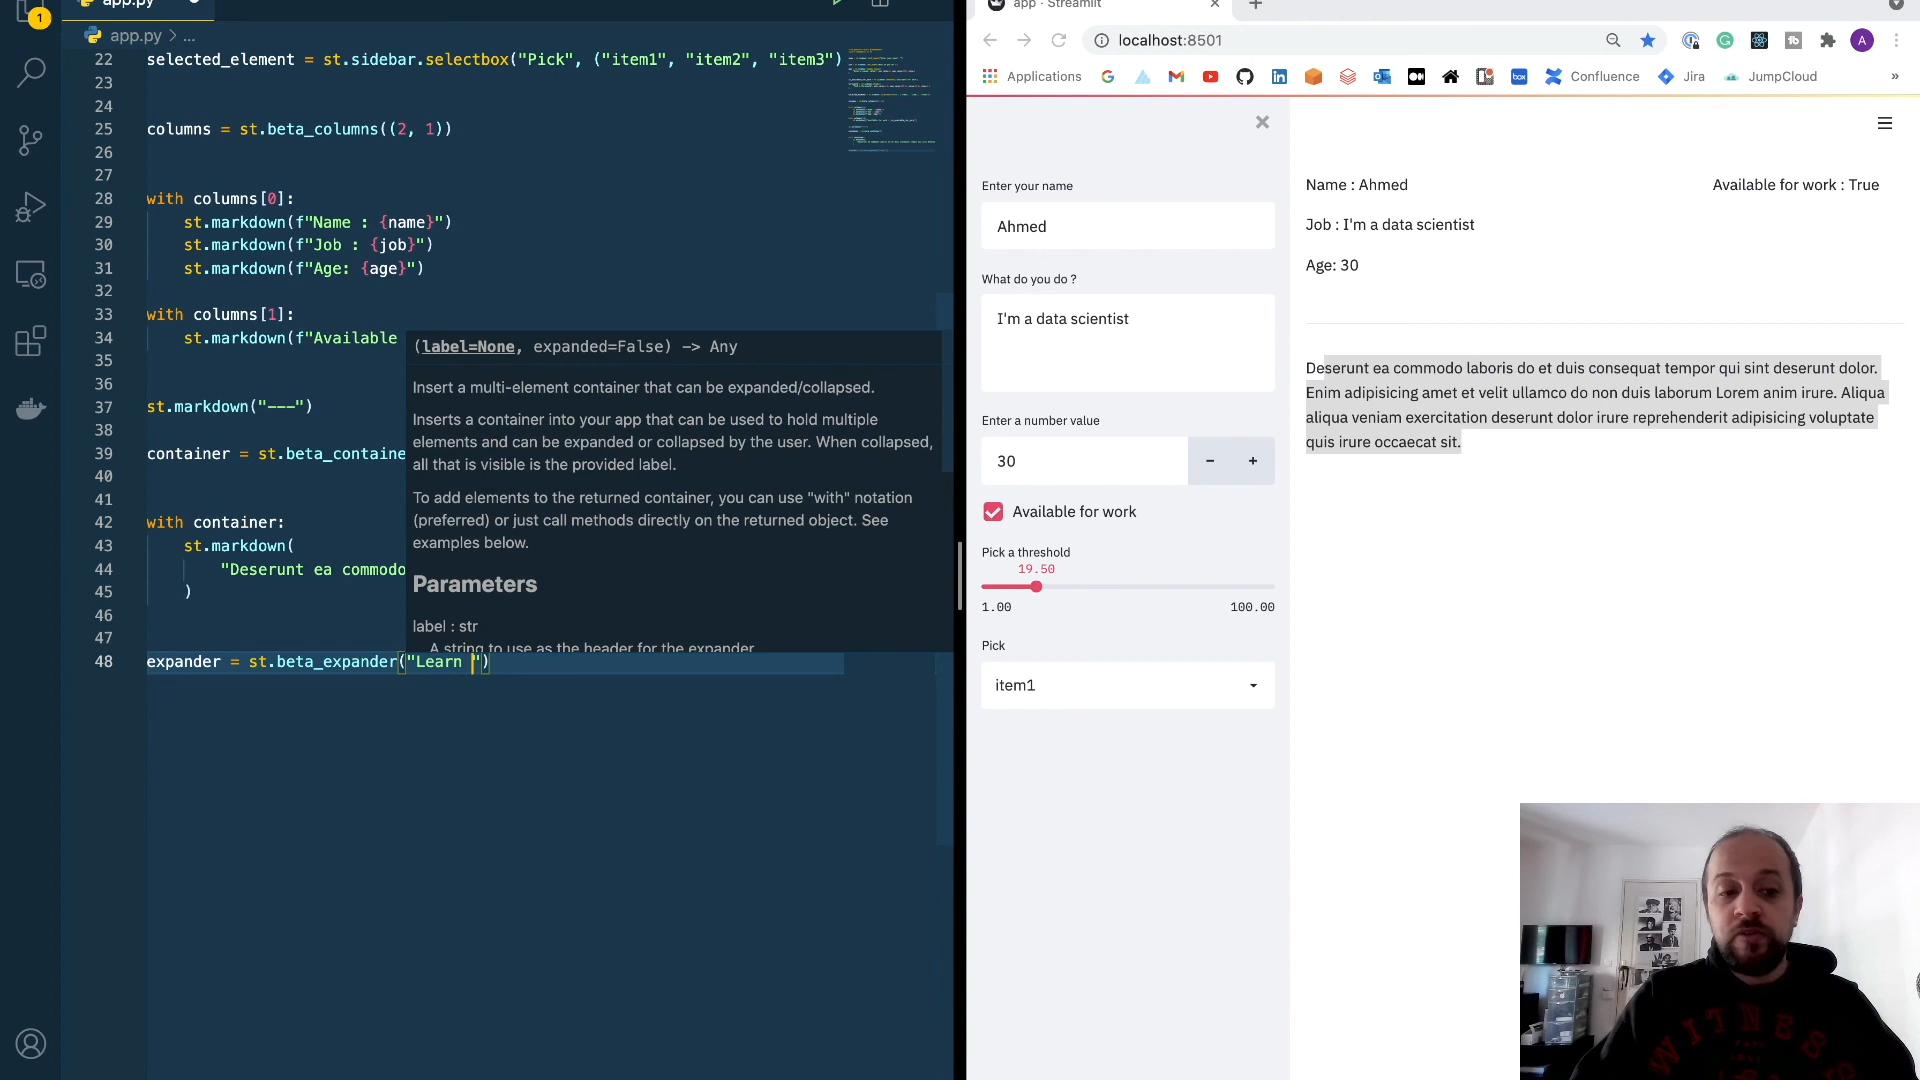 1
app.py
app.py > ...
22 selected_element = st.sidebar.selectbox("Pick", ("item1", "item2", "item3")
23
24
25 columns = st.beta_columns((2, 1))
26
27
28 with columns[0]:
29 st.markdown(f"Name : {name}")
30 st.markdown(f"Job : {job}")
31 st.markdown(f"Age: {age}")
32
33 with columns[1]:
34 st.markdown(f"Available
35
36
37 st.markdown("---")
38
39 container = st.beta_containe
40
41
42 with container:
43 st.markdown(
44 "Deserunt ea commodo
45 )
46
47
48 expander = st.beta_expander("Learn ")
(label=None, expanded=False) -> Any
Insert a multi-element container that can be expanded/collapsed.
Inserts a container into your app that can be used to hold multiple
elements and can be expanded or collapsed by the user. When collapsed,
all that is visible is the provided label.
To add elements to the returned container, you can use "with" notation
(preferred) or just call methods directly on the returned object. See
examples below.
Parameters
label : str
A string to use as the header for the expander
app · Streamlit
localhost:8501
A
Applications
Confluence
Jira
JumpCloud
»
Enter your name
Ahmed
What do you do ?
I'm a data scientist
Enter a number value
30 - +
Available for work
Pick a threshold
19.50
1.00 100.00
Pick
item1
Name : Ahmed Available for work : True
Job : I'm a data scientist
Age: 30
Deserunt ea commodo laboris do et duis consequat tempor qui sint deserunt dolor.
Enim adipisicing amet et velit ullamco do non duis laborum Lorem anim irure. Aliqua
aliqua veniam exercitation deserunt dolor irure reprehenderit adipisicing voluptate
quis irure occaecat sit.